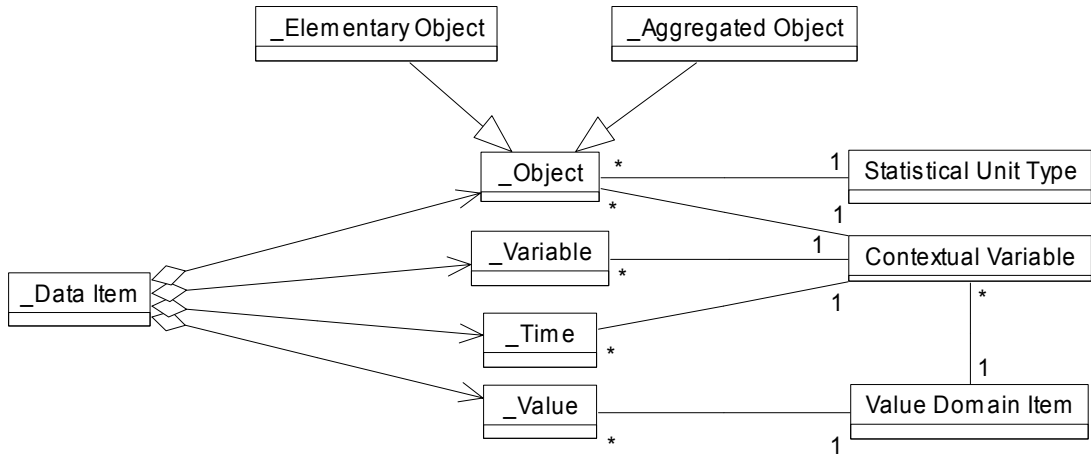 _Elementary Object
_Aggregated Object
_Object
*
1
Statistical Unit Type
*
1
_Variable
1
Contextual Variable
*
*
_Data Item
1
_Time
*
1
_Value
Value Domain Item
*
1